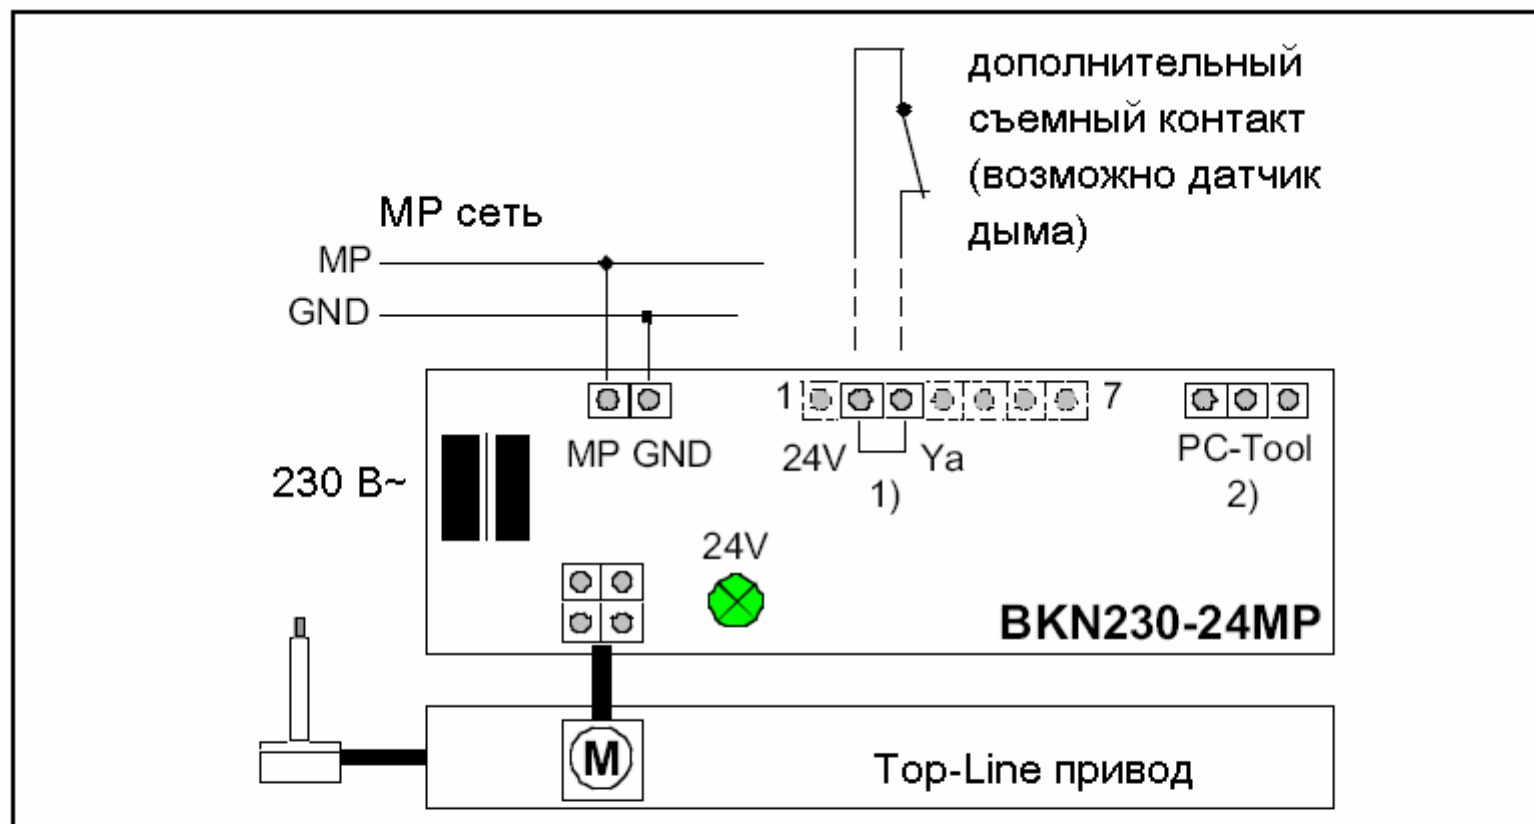 дополнительный
съемный контакт
(возможно датчик
дыма)
MP сеть
MP
GND
1 7
MP GND
24V Ya
PC-Tool
1)
2)
230 В~
24V
BKN230-24MP
M
Top-Line привод